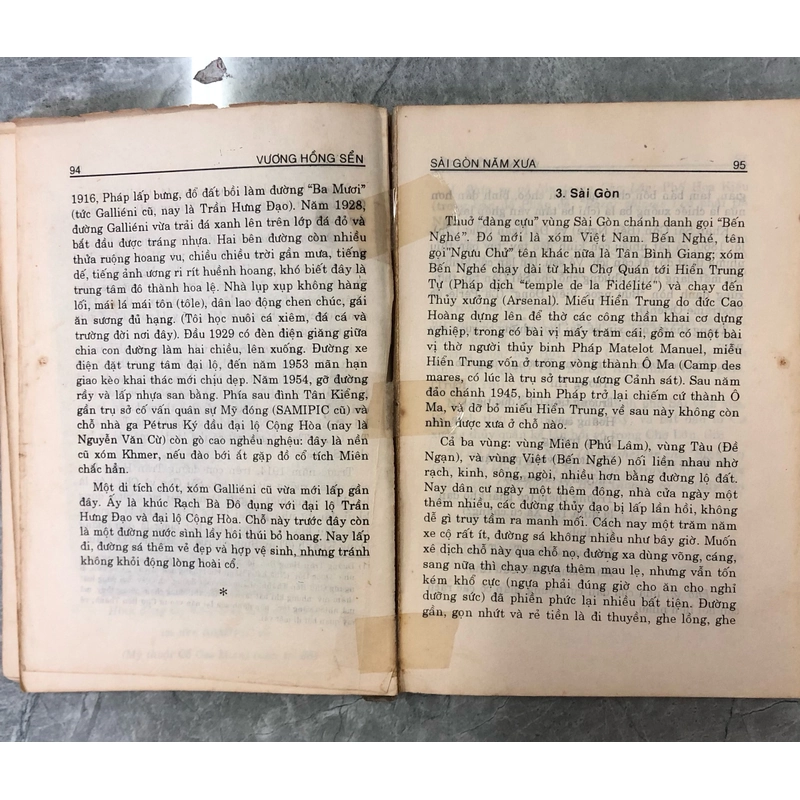 94
VƯƠNG HỒNG SỂN
1916, Pháp lấp bưng, đổ đất bồi làm đường "Ba Mươi"
(tức Galliéni cũ, nay là Trần Hưng Đạo). Năm 1928,
đường Galliéni vừa trải đá xanh lên trên lớp đá đỏ và
bắt đầu được tráng nhựa. Hai bên đường còn nhiều
thửa ruộng hoang vu, chiều chiều trời gần mưa, tiếng
dế, tiếng ảnh ương ri rít huềnh hoang, khó biết đây là
trung tâm đô thành hoa lệ. Nhà lụp xụp không hàng
lối, mái lá mái tôn (tôle), dân lao động chen chúc, gái
ăn sương đủ hạng. (Tôi học nuôi cá xiêm, đá cá và
trường đời nơi đây). Đầu 1929 có đèn điện giăng giữa
chia con đường làm hai chiều, lên xuống. Đường xe
điện đặt trung tâm đại lộ, đến năm 1953 mãn hạn
giao kèo khai thác mới chịu dẹp. Năm 1954, gỡ đường
rầy và lấp nhựa san bằng. Phía sau đình Tân Kiểng,
gần trụ sở cố vấn quân sự Mỹ đóng (SAMIPIC cũ) và
chỗ nhà ga Pétrus Ký đầu đại lộ Cộng Hòa (nay là
Nguyễn Văn Cừ) còn gò cao nghều nghệu: đây là nền
cũ xóm Khmer, nếu đào bới ắt gặp đồ cổ tích Miên
chắc hẳn.
Một di tích chót, xóm Galliéni cũ vừa mới lấp gần
đây. Ấy là khúc Rạch Bà Đô đụng với đại lộ Trần
Hưng Đạo và đại lộ Cộng Hòa. Chỗ này trước đây còn
là một đường nước sình lầy hôi thúi bỏ hoang. Nay lấp
đi, đường sá thêm vẻ đẹp và hợp vệ sinh, nhưng tránh
không khỏi động lòng hoài cổ.
*
SÀI GÒN NĂM XƯA
95
3. Sài Gòn
Thuở "đàng cựu" vùng Sài Gòn chánh danh gọi "Bến
Nghé". Đó mới là xóm Việt Nam. Bến Nghé, tên
gọi"Ngưu Chử" tên khác nữa là Tân Bình Giang; xóm
Bến Nghé chạy dài từ khu Chợ Quán tới Hiển Trung
Tự (Pháp dịch "temple de la Fidélité") và chạy đến
Thủy xưởng (Arsenal). Miếu Hiển Trung do đức Cao
Hoàng dựng lên để thờ các công thần khai cơ dựng
nghiệp, trong có bài vị mấy trăm cái, gồm có một bài
vị thờ người thủy binh Pháp Matelot Manuel, miễu
Hiển Trung vốn ở trong vòng thành Ô Ma (Camp des
mares, có lúc là trụ sở trung ương Cảnh sát). Sau năm
đảo chánh 1945, binh Pháp trở lại chiếm cứ thành Ô
Ma, và dỡ bỏ miếu Hiển Trung, về sau này không còn
nhìn được xưa ở chỗ nào.
Cả ba vùng: vùng Miên (Phú Lâm), vùng Tàu (Đề
Ngạn), và vùng Việt (Bến Nghé) nối liền nhau nhờ
rạch, kinh, sông, ngòi, nhiều hơn bằng đường lộ đất.
Nay dân cư ngày một thêm đông, nhà cửa ngày một
thêm nhiều, các đường thủy đạo bị lấp lần hồi, không
dễ gì truy tầm ra manh mối. Cách nay một trăm năm
xe cộ rất ít, đường sá không nhiều như bây giờ. Muốn
xê dịch chỗ này qua chỗ nọ, đường xa dùng võng, cáng,
sang nữa thì chạy ngựa thêm mau lẹ, nhưng vẫn tốn
kém khổ cực (ngựa phải đúng giờ cho ăn cho nghỉ
dưỡng sức) đã phiền phức lại nhiều bất tiện. Đường
gần, gọn nhứt và rẻ tiền là đi thuyền, ghe lồng, ghe